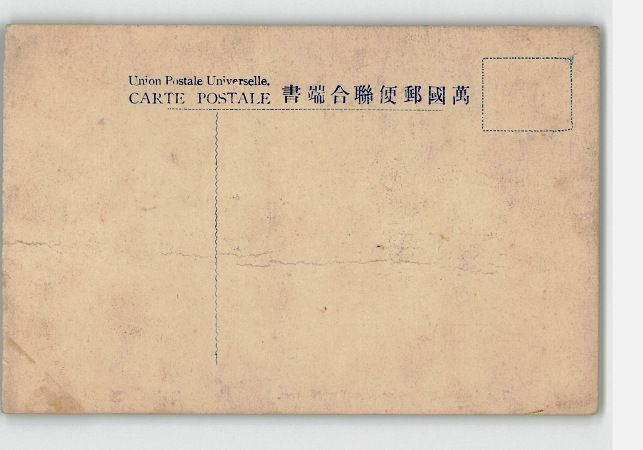 Union Postale Universelle.
CARTE POSTALE
萬國郵便聯合端書